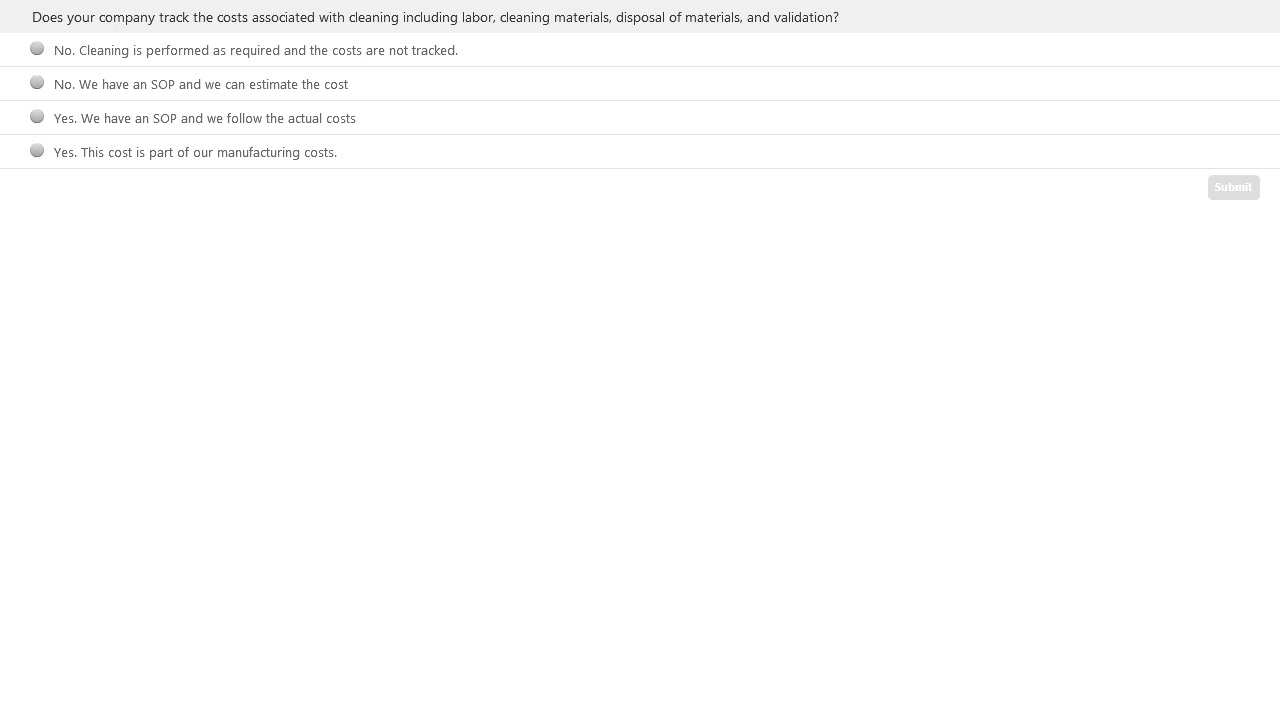 Does your company track the costs associated with cleaning including labor, cleaning materials, disposal of materials, and validation?
No. Cleaning is performed as required and the costs are not tracked.
No. We have an SOP and we can estimate the cost
Yes. We have an SOP and we follow the actual costs
Yes. This cost is part of our manufacturing costs.
Submit